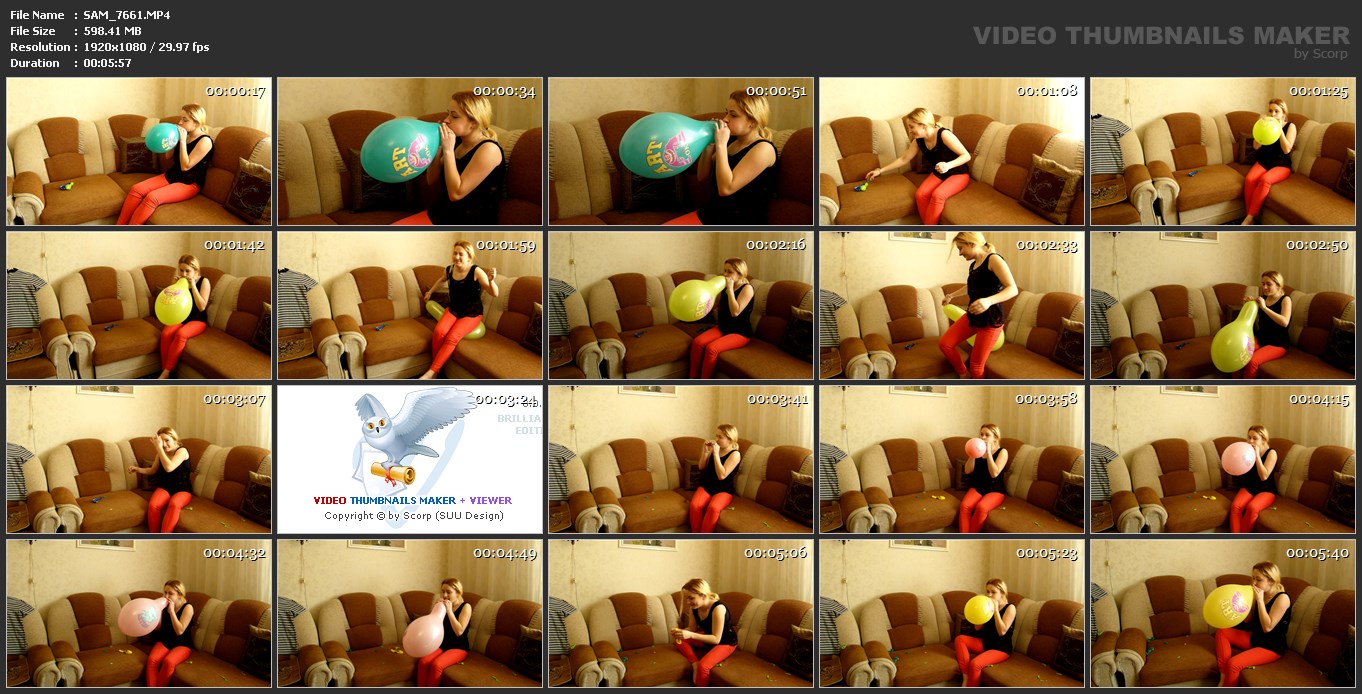 File Name : SAM_7661.MP4
File Size : 598.41 MB
Resolution : 1920x1080 / 29.97 fps
Duration : 00:05:57
VIDEO THUMBNAILS MAKER
by Scorp
00:00:17
00:00:34
ART
00:00:51
ART
00:01:08
00:01:25
00:01:42
00:01:59
00:02:16
00:02:33
00:02:50
00:03:07
00:03:24
BRILLIA
EDIT
VIDEO THUMBNAILS MAKER + VIEWER
Copyright © by Scorp (SUU Design)
00:03:41
00:03:58
00:04:15
00:04:32
00:04:49
00:05:06
00:05:23
00:05:40